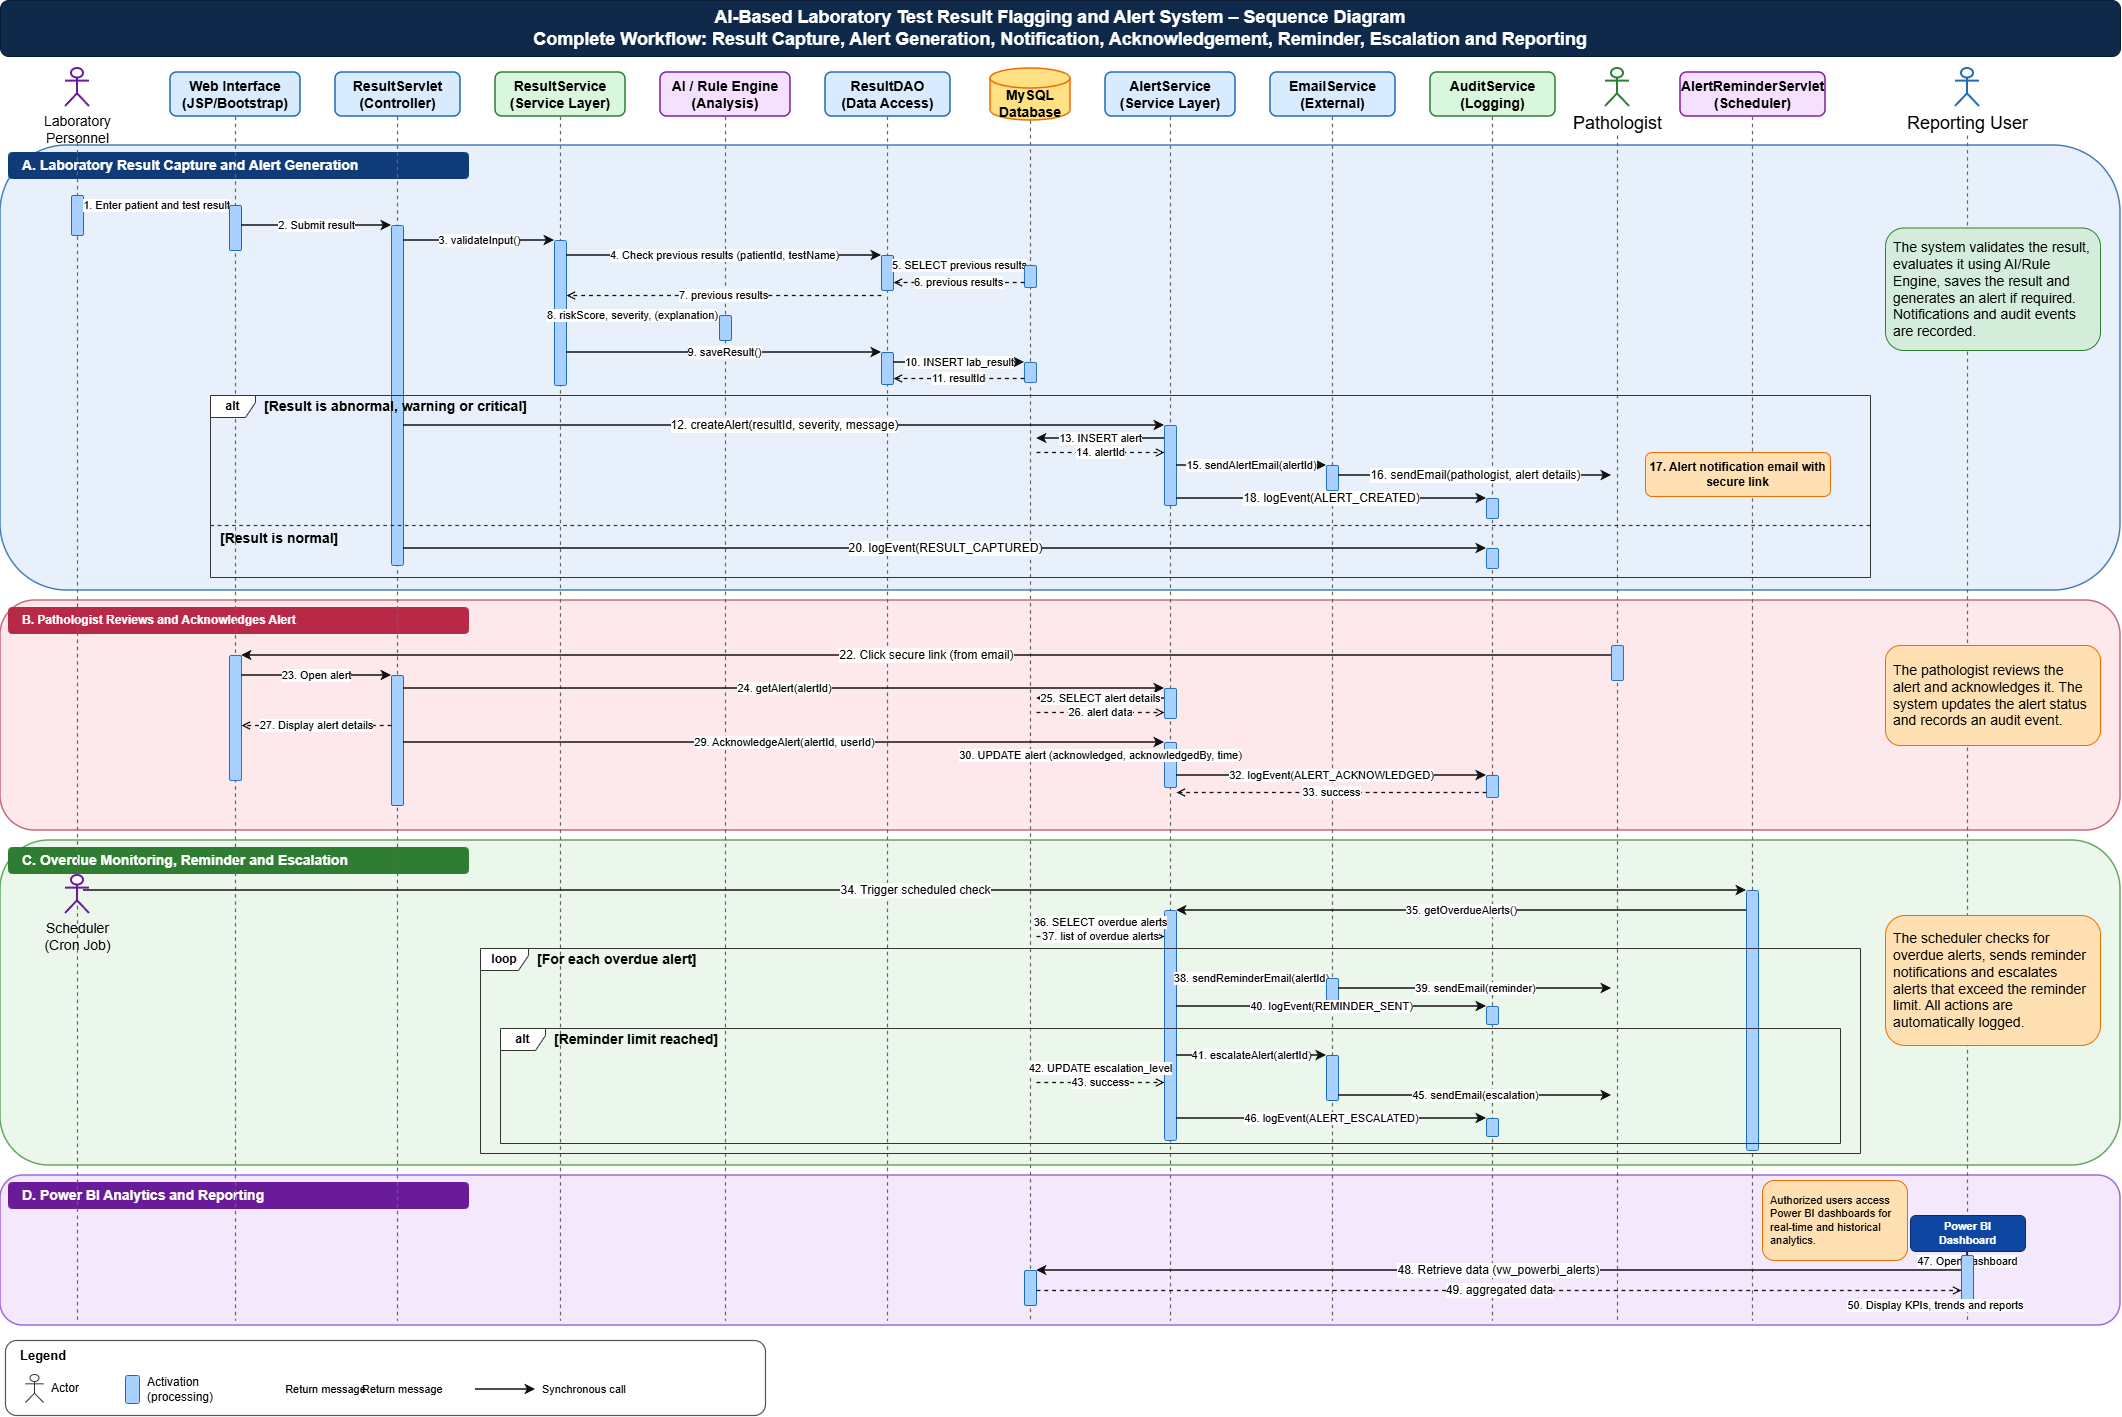 AI-Based Laboratory Test Result Flagging and Alert System – Sequence Diagram
Complete Workflow: Result Capture, Alert Generation, Notification, Acknowledgement, Reminder, Escalation and Reporting
Laboratory
Personnel
Web Interface
(JSP/Bootstrap)
ResultServlet
(Controller)
ResultService
(Service Layer)
AI / Rule Engine
(Analysis)
ResultDAO
(Data Access)
MySQL
Database
AlertService
(Service Layer)
EmailService
(External)
AuditService
(Logging)
Pathologist
AlertReminderServlet
(Scheduler)
Reporting User
A. Laboratory Result Capture and Alert Generation
1. Enter patient and test result
2. Submit result
3. validateInput()
4. Check previous results (patientId, testName)
5. SELECT previous results
6. previous results
7. previous results
8. riskScore, severity, (explanation)
9. saveResult()
10. INSERT lab_result
11. resultId
The system validates the result,
evaluates it using AI/Rule
Engine, saves the result and
generates an alert if required.
Notifications and audit events
are recorded.
alt
[Result is abnormal, warning or critical]
12. createAlert(resultId, severity, message)
13. INSERT alert
14. alertId
15. sendAlertEmail(alertId)
16. sendEmail(pathologist, alert details)
17. Alert notification email with
secure link
18. logEvent(ALERT_CREATED)
[Result is normal]
20. logEvent(RESULT_CAPTURED)
B. Pathologist Reviews and Acknowledges Alert
22. Click secure link (from email)
23. Open alert
24. getAlert(alertId)
25. SELECT alert details
26. alert data
27. Display alert details
29. AcknowledgeAlert(alertId, userId)
30. UPDATE alert (acknowledged, acknowledgedBy, time)
32. logEvent(ALERT_ACKNOWLEDGED)
33. success
The pathologist reviews the
alert and acknowledges it. The
system updates the alert status
and records an audit event.
C. Overdue Monitoring, Reminder and Escalation
Scheduler
(Cron Job)
34. Trigger scheduled check
35. getOverdueAlerts()
36. SELECT overdue alerts
37. list of overdue alerts
loop
[For each overdue alert]
38. sendReminderEmail(alertId)
39. sendEmail(reminder)
40. logEvent(REMINDER_SENT)
alt
[Reminder limit reached]
41. escalateAlert(alertId)
42. UPDATE escalation_level
43. success
45. sendEmail(escalation)
46. logEvent(ALERT_ESCALATED)
The scheduler checks for
overdue alerts, sends reminder
notifications and escalates
alerts that exceed the reminder
limit. All actions are
automatically logged.
D. Power BI Analytics and Reporting
Authorized users access
Power BI dashboards for
real-time and historical
analytics.
Power BI
Dashboard
47. Open dashboard
48. Retrieve data (vw_powerbi_alerts)
49. aggregated data
50. Display KPIs, trends and reports
Legend
Actor
Activation
(processing)
Return message
Return message
Synchronous call